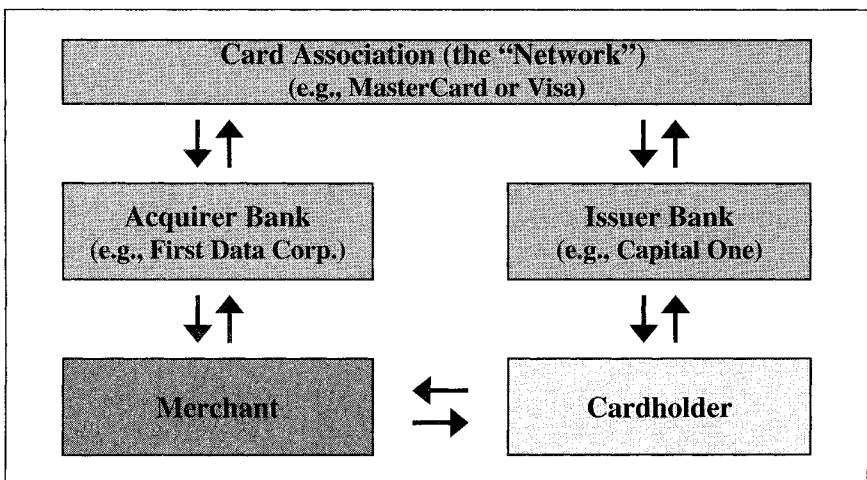 Card Association (the “Network”)
(e.g., MasterCard or Visa)
Acquirer Bank
(e.g., First Data Corp.)
Issuer Bank
(e.g., Capital One)
Merchant
Cardholder